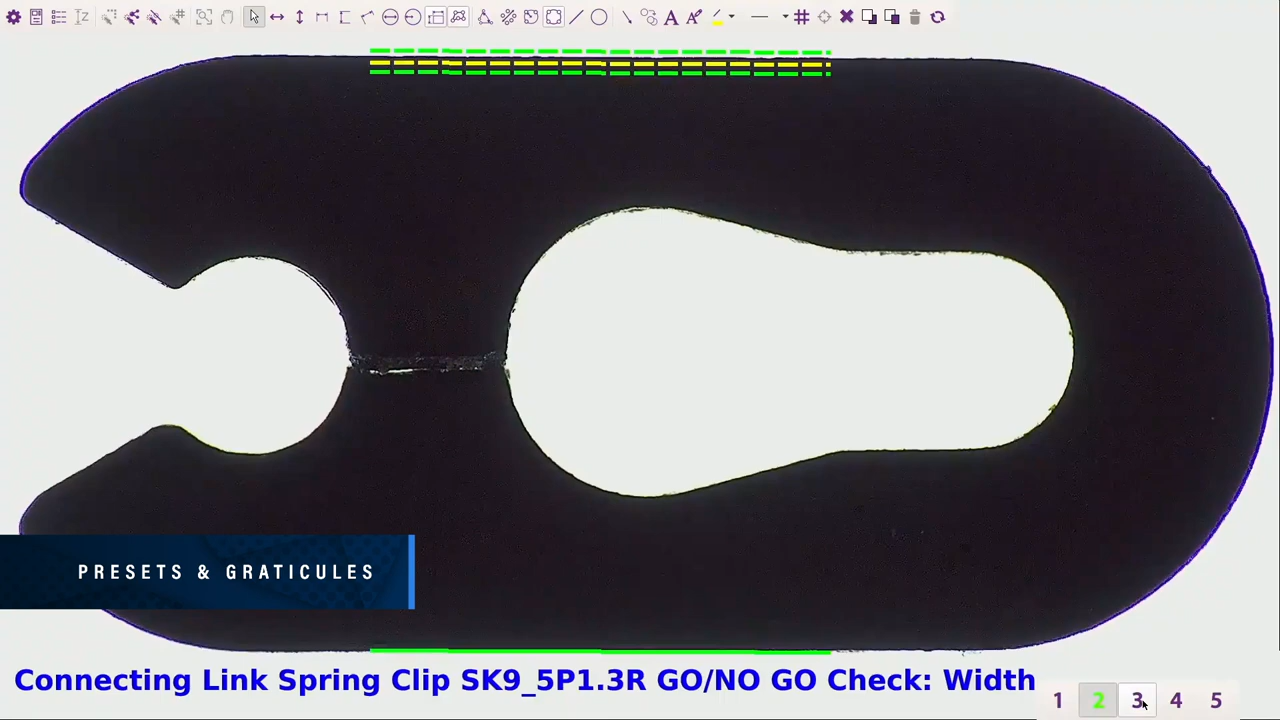 PRESETS & GRATICULES
Connecting Link Spring Clip SK9_5P1.3R GO/NO GO Check: Width
1 2 3 4 5